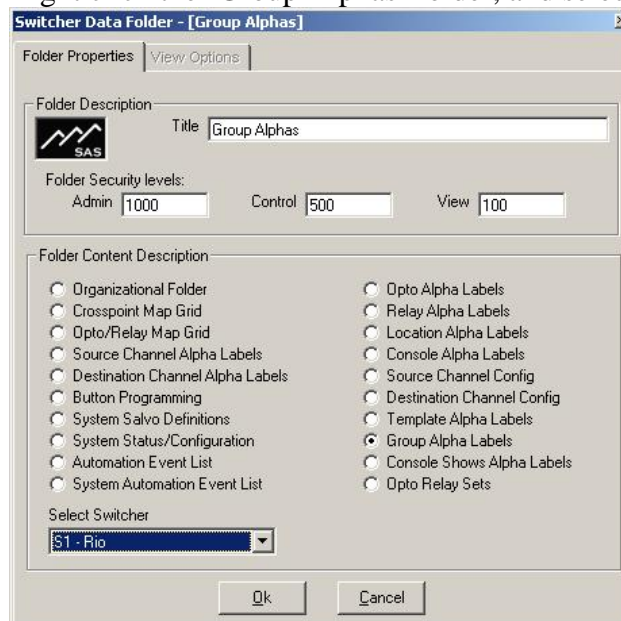 Switcher Data Folder - [Group Alphas]
Folder Properties
View Options
Folder Description
SAS
Title
Group Alphas
Folder Security levels:
Admin 1000 Control 500 View 100
Folder Content Description
Organizational Folder
Crosspoint Map Grid
Opto/Relay Map Grid
Source Channel Alpha Labels
Destination Channel Alpha Labels
Button Programming
System Salvo Definitions
System Status/Configuration
Automation Event List
System Automation Event List
Opto Alpha Labels
Relay Alpha Labels
Location Alpha Labels
Console Alpha Labels
Source Channel Config
Destination Channel Config
Template Alpha Labels
Group Alpha Labels
Console Shows Alpha Labels
Opto Relay Sets
Select Switcher
S1 - Rio
Ok
Cancel